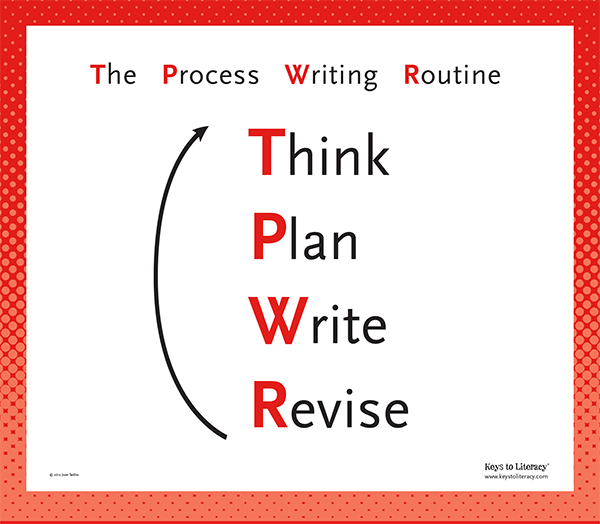 The Process Writing Routine
Think
Plan
Write
Revise
Keys to Literacy®
www.keystoliteracy.com